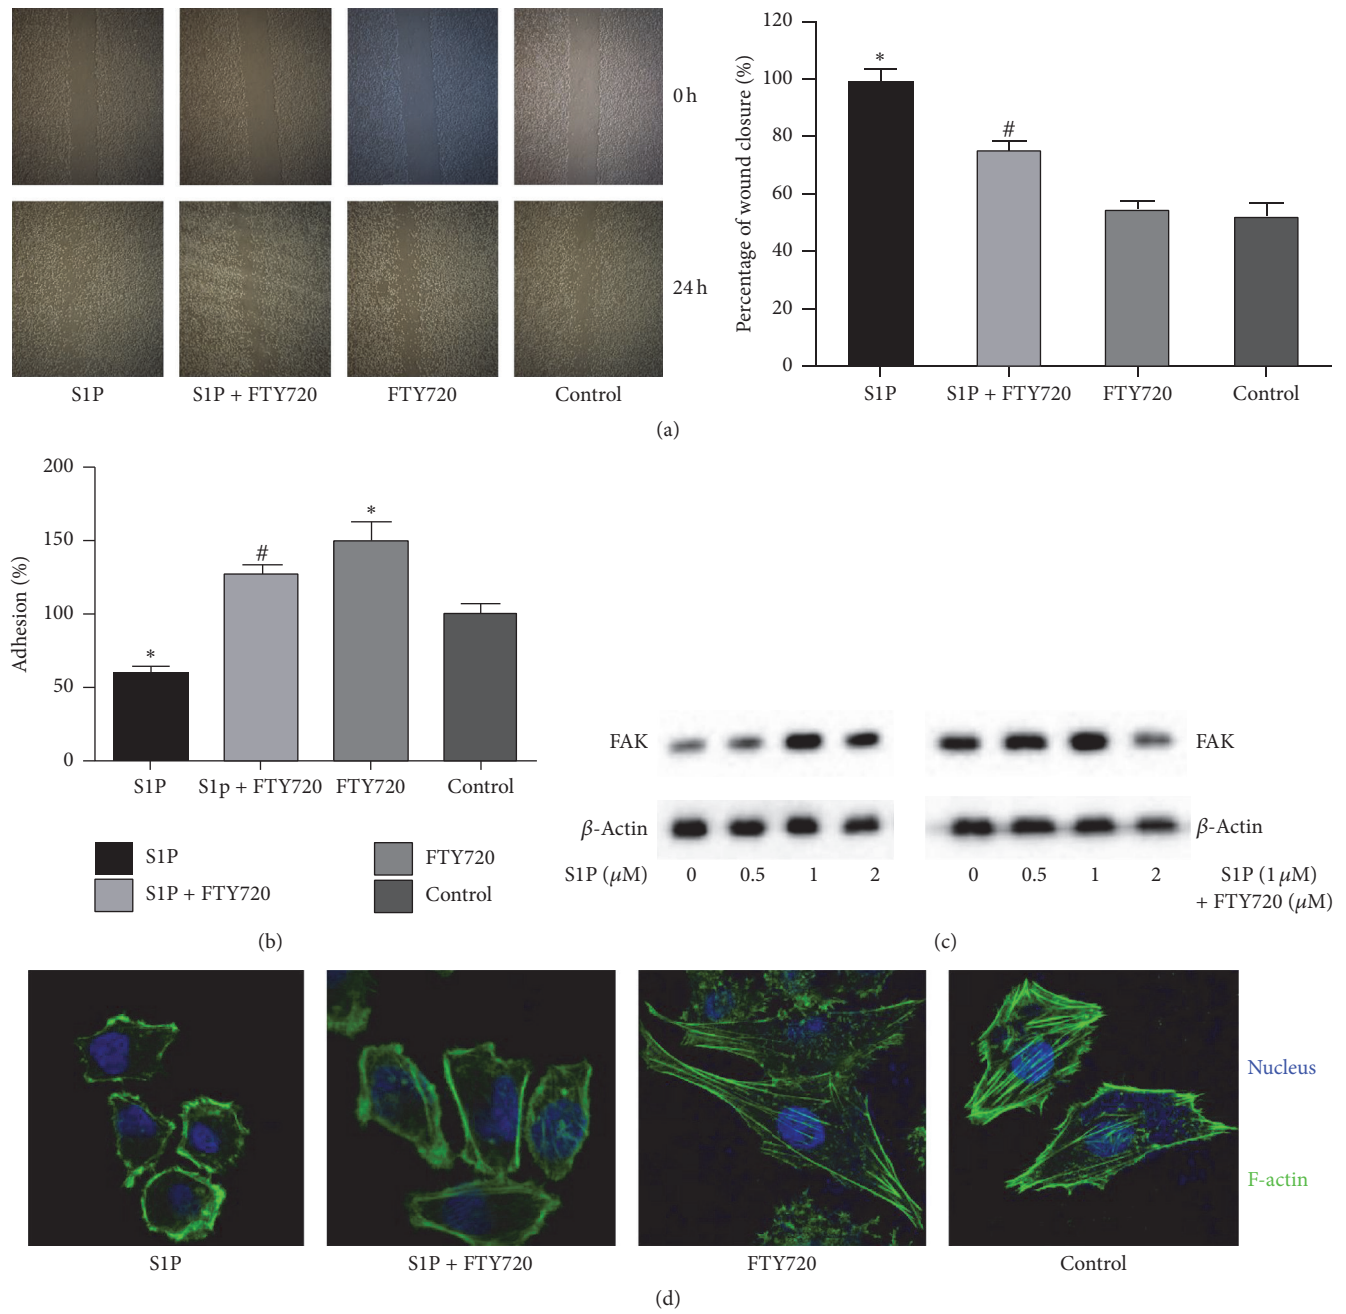 0 h
24 h
S1P
S1P + FTY720
FTY720
Control
Percentage of wound closure (%)
120
100
80
60
40
20
0
*
#
S1P
S1P + FTY720
FTY720
Control
(a)
Adhesion (%)
200
150
100
50
0
*
#
*
S1P
S1p + FTY720
FTY720
Control
S1P
S1P + FTY720
FTY720
Control
(b)
FAK
FAK
β-Actin
β-Actin
S1P (μM)
0
0.5
1
2
0
0.5
1
2
S1P (1 μM)
+ FTY720 (μM)
(c)
Nucleus
F-actin
S1P
S1P + FTY720
FTY720
Control
(d)